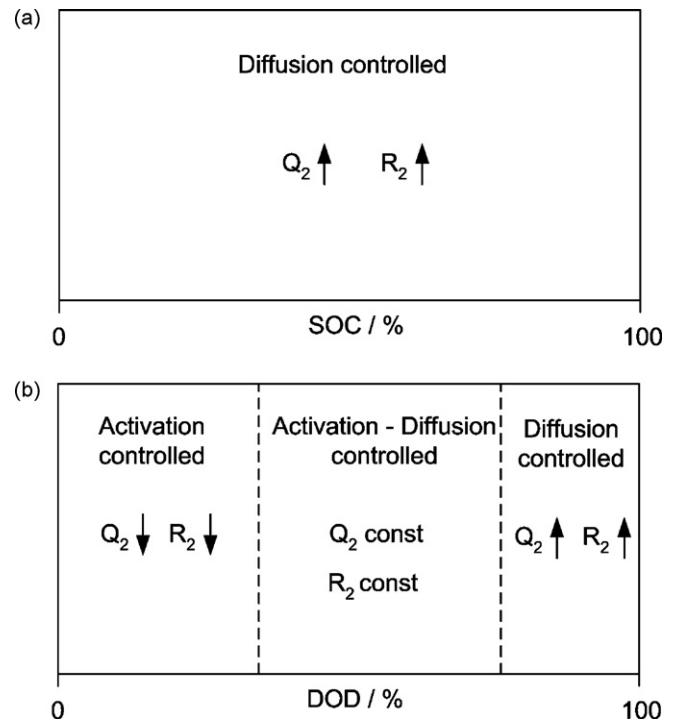 (a)
Diffusion controlled
Q₂ ↑ R₂ ↑
0 SOC / % 100
(b)
Activation controlled
Q₂ ↓ R₂ ↓
Activation - Diffusion controlled
Q₂ const
R₂ const
Diffusion controlled
Q₂ ↑ R₂ ↑
0 DOD / % 100